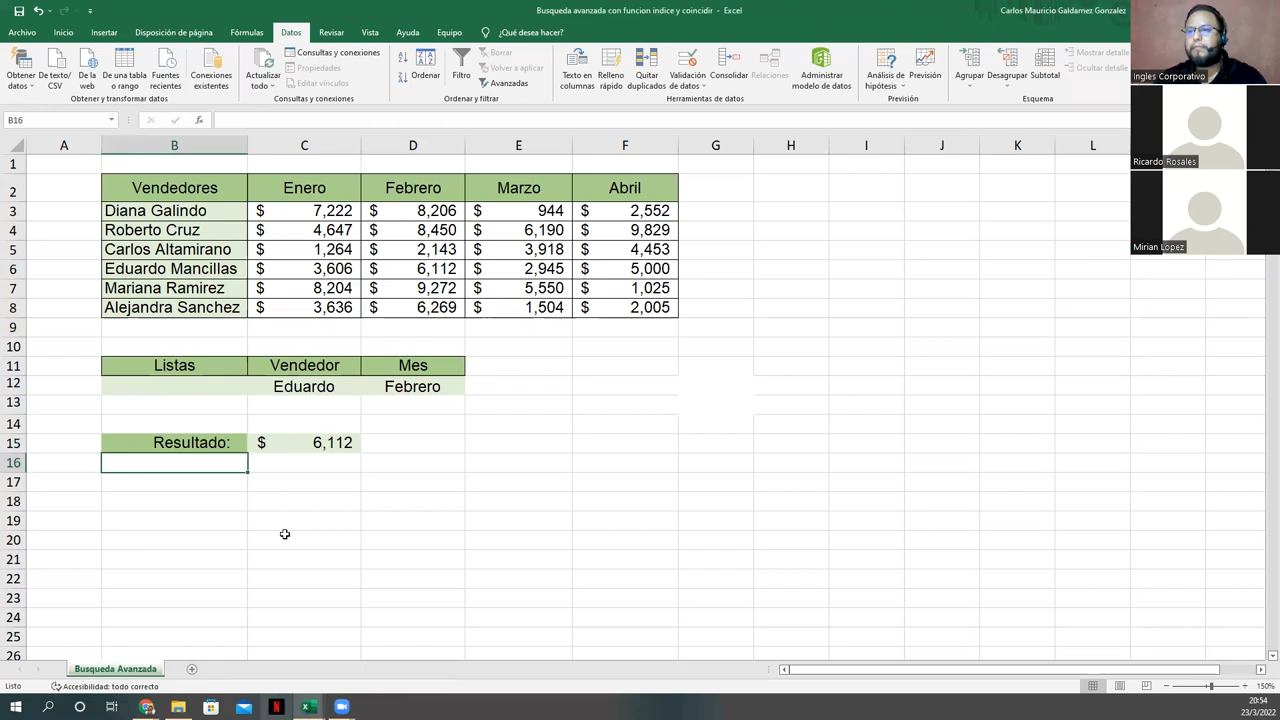 Busqueda avanzada con funcion indice y coincidir - Excel
Carlos Mauricio Galdamez Gonzalez
Archivo Inicio Insertar Disposición de página Fórmulas Datos Revisar Vista Ayuda Equipo ¿Qué desea hacer?
Obtener datos
De texto/CSV
De la web
De una tabla o rango
Fuentes recientes
Conexiones existentes
Obtener y transformar datos
Actualizar todo
Consultas y conexiones
Propiedades
Editar vínculos
Consultas y conexiones
Ordenar
Filtro
Borrar
Volver a aplicar
Avanzadas
Ordenar y filtrar
Texto en columnas
Relleno rápido
Quitar duplicados
Validación de datos
Consolidar
Relaciones
Administrar modelo de datos
Herramientas de datos
Análisis de hipótesis
Previsión
Previsión
Agrupar
Desagrupar
Subtotal
Mostrar detalle
Ocultar detalle
Esquema
Ingles Corporativo
Ricardo Rosales
Mirian Lopez
B16
fx
A B C D E F G H I J K L
1
2 Vendedores Enero Febrero Marzo Abril
3 Diana Galindo $ 7,222 $ 8,206 $ 944 $ 2,552
4 Roberto Cruz $ 4,647 $ 8,450 $ 6,190 $ 9,829
5 Carlos Altamirano $ 1,264 $ 2,143 $ 3,918 $ 4,453
6 Eduardo Mancillas $ 3,606 $ 6,112 $ 2,945 $ 5,000
7 Mariana Ramirez $ 8,204 $ 9,272 $ 5,550 $ 1,025
8 Alejandra Sanchez $ 3,636 $ 6,269 $ 1,504 $ 2,005
9
10
11 Listas Vendedor Mes
12 Eduardo Febrero
13
14
15 Resultado: $ 6,112
16
17
18
19
20
21
22
23
24
25
26
Busqueda Avanzada
Listo
Accesibilidad: todo correcto
150%
N
20:54
23/3/2022